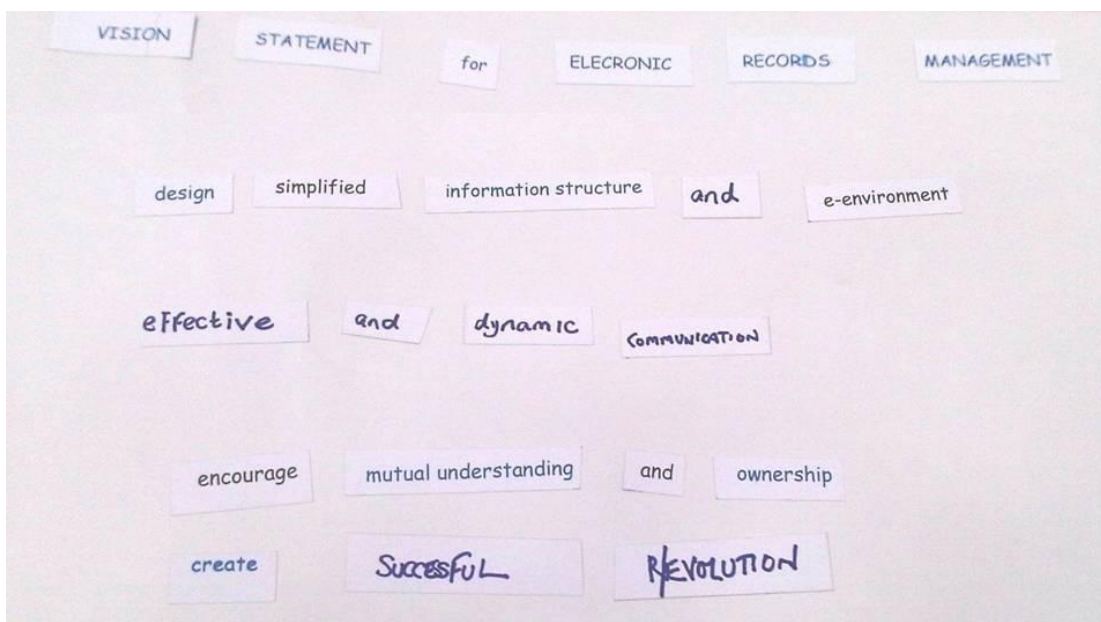 VISION STATEMENT for ELECRONIC RECORDS MANAGEMENT
design simplified information structure and e-environment
effective and dynamic COMMUNICATION
encourage mutual understanding and ownership
create SUCCESSFUL R/EVOLUTION